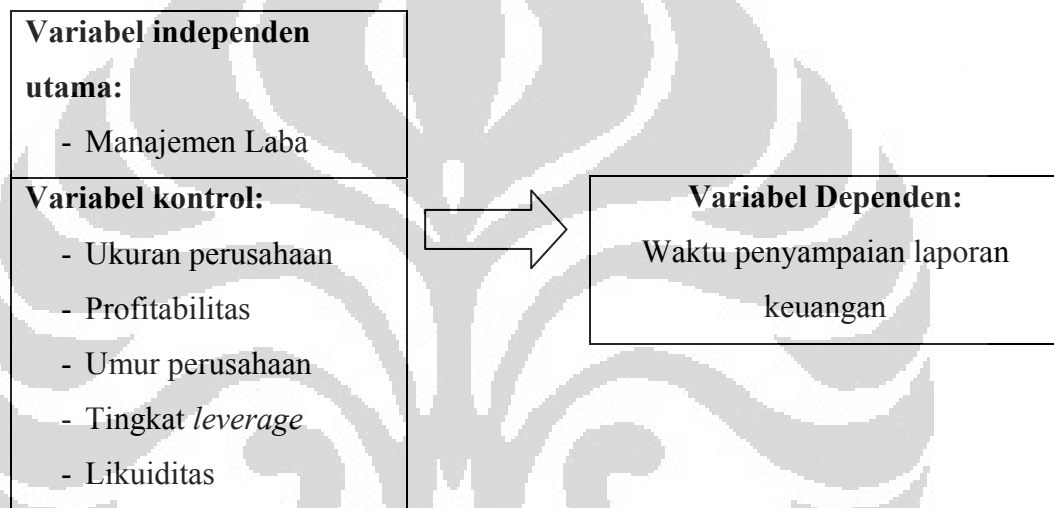 Variabel independen
utama:
- Manajemen Laba
Variabel kontrol:
- Ukuran perusahaan
- Profitabilitas
- Umur perusahaan
- Tingkat leverage
- Likuiditas
Variabel Dependen:
Waktu penyampaian laporan
keuangan